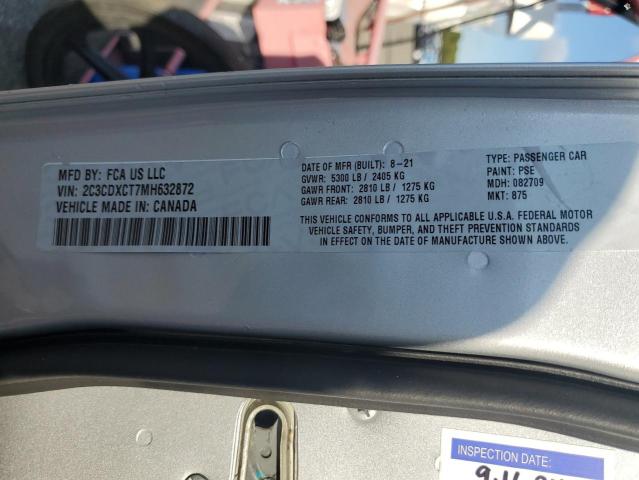 MFD BY: FCA US LLC
VIN: 2C3CDXCT7MH632872
VEHICLE MADE IN: CANADA
DATE OF MFR (BUILT): 8-21
GVWR: 5300 LB / 2405 KG
GAWR FRONT: 2810 LB / 1275 KG
GAWR REAR: 2810 LB / 1275 KG
TYPE: PASSENGER CAR
PAINT: PSE
MDH: 082709
MKT: 875
THIS VEHICLE CONFORMS TO ALL APPLICABLE U.S.A. FEDERAL MOTOR
VEHICLE SAFETY, BUMPER, AND THEFT PREVENTION STANDARDS
IN EFFECT ON THE DATE OF MANUFACTURE SHOWN ABOVE.
INSPECTION DATE: